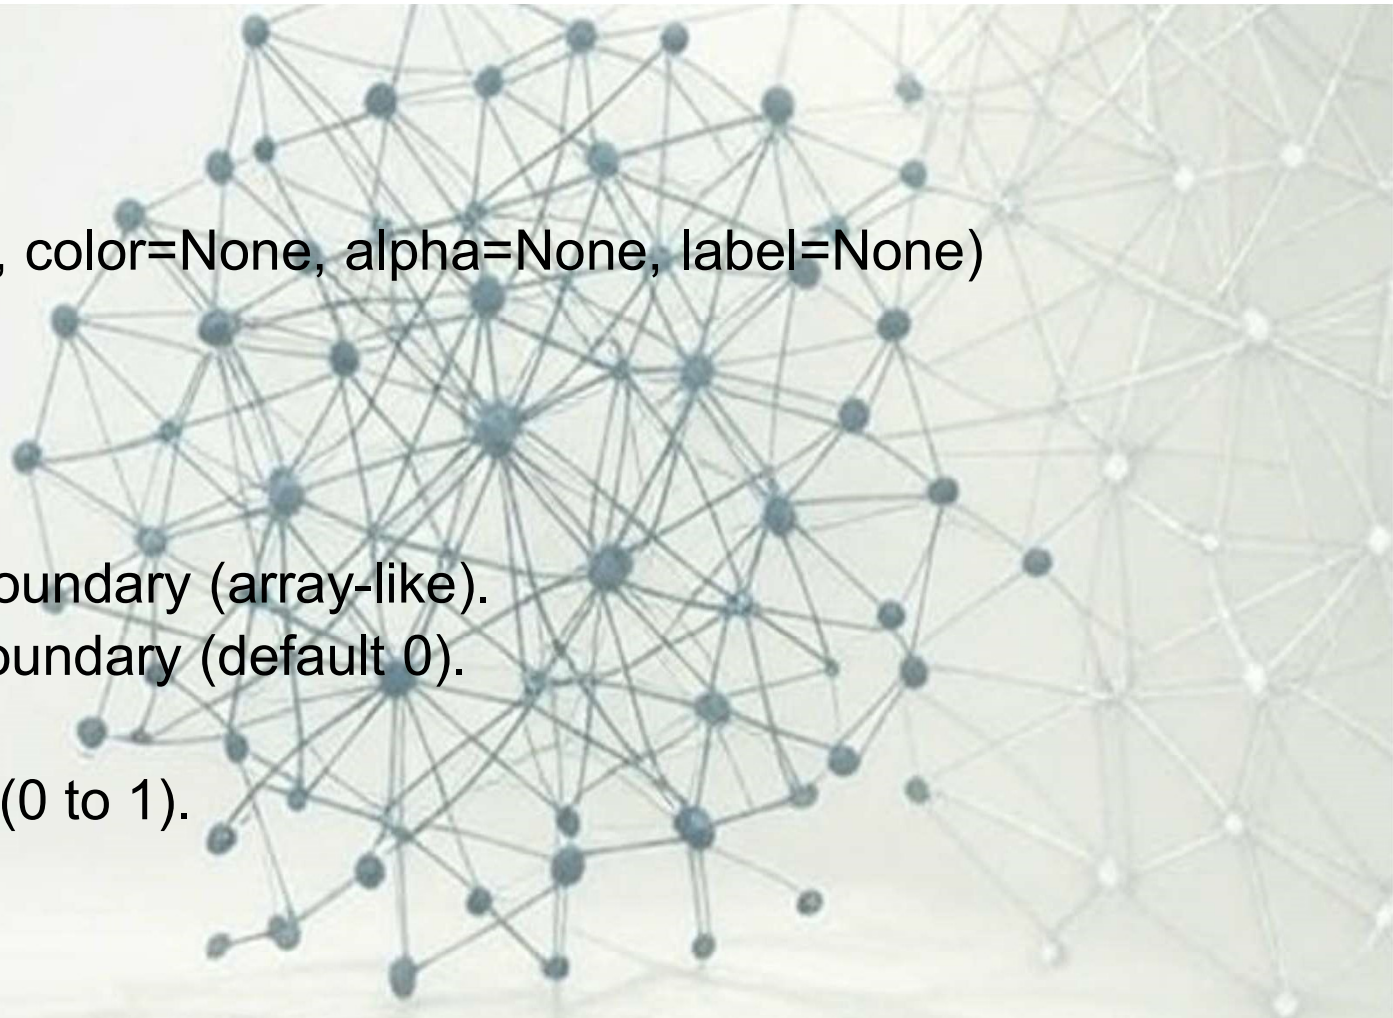 , color=None, alpha=None, label=None)
oundary (array-like).
oundary (default 0).
(0 to 1).